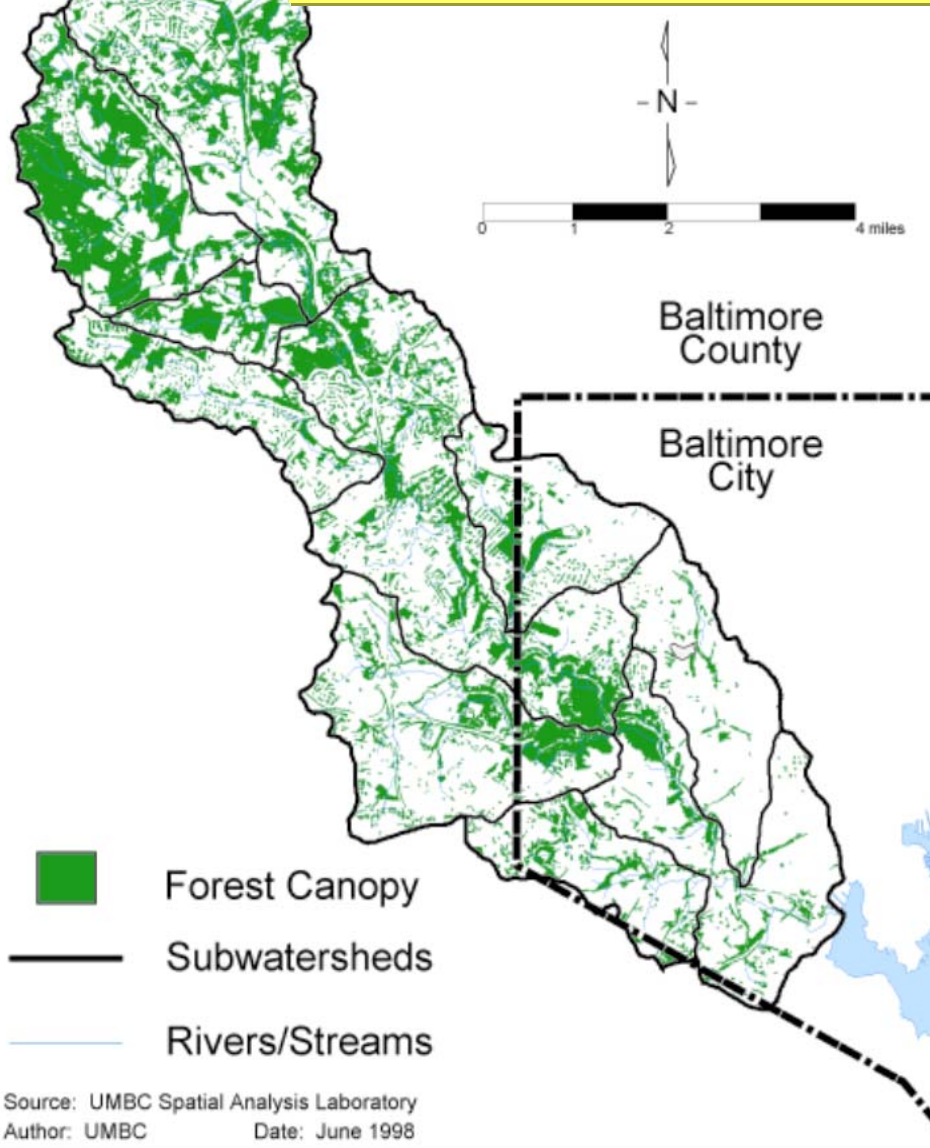 - N -
0 1 2 4 miles
Baltimore
County
Baltimore
City
Forest Canopy
Subwatersheds
Rivers/Streams
Source: UMBC Spatial Analysis Laboratory
Author: UMBC Date: June 1998